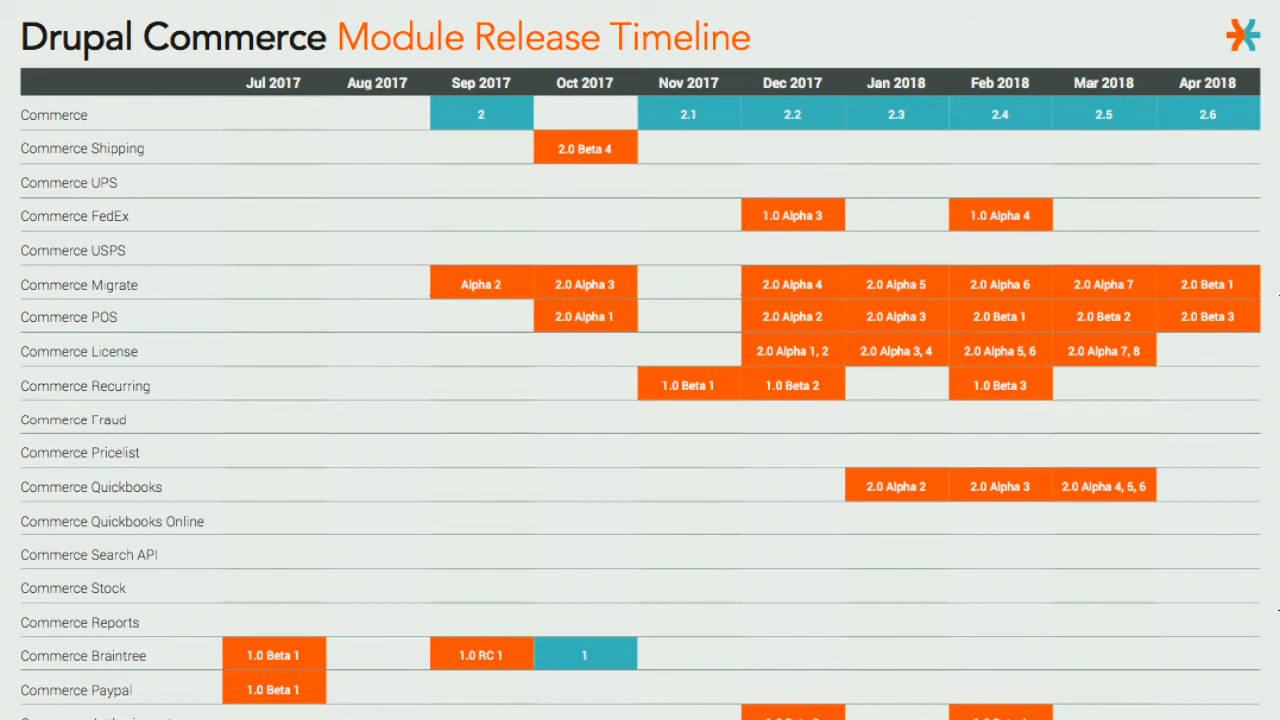 Drupal Commerce Module Release Timeline
Jul 2017 Aug 2017 Sep 2017 Oct 2017 Nov 2017 Dec 2017 Jan 2018 Feb 2018 Mar 2018 Apr 2018
Commerce 2 2.1 2.2 2.3 2.4 2.5 2.6
Commerce Shipping 2.0 Beta 4
Commerce UPS
Commerce FedEx 1.0 Alpha 3 1.0 Alpha 4
Commerce USPS
Commerce Migrate Alpha 2 2.0 Alpha 3 2.0 Alpha 4 2.0 Alpha 5 2.0 Alpha 6 2.0 Alpha 7 2.0 Beta 1
Commerce POS 2.0 Alpha 1 2.0 Alpha 2 2.0 Alpha 3 2.0 Beta 1 2.0 Beta 2 2.0 Beta 3
Commerce License 2.0 Alpha 1, 2 2.0 Alpha 3, 4 2.0 Alpha 5, 6 2.0 Alpha 7, 8
Commerce Recurring 1.0 Beta 1 1.0 Beta 2 1.0 Beta 3
Commerce Fraud
Commerce Pricelist
Commerce Quickbooks 2.0 Alpha 2 2.0 Alpha 3 2.0 Alpha 4, 5, 6
Commerce Quickbooks Online
Commerce Search API
Commerce Stock
Commerce Reports
Commerce Braintree 1.0 Beta 1 1.0 RC 1 1
Commerce Paypal 1.0 Beta 1